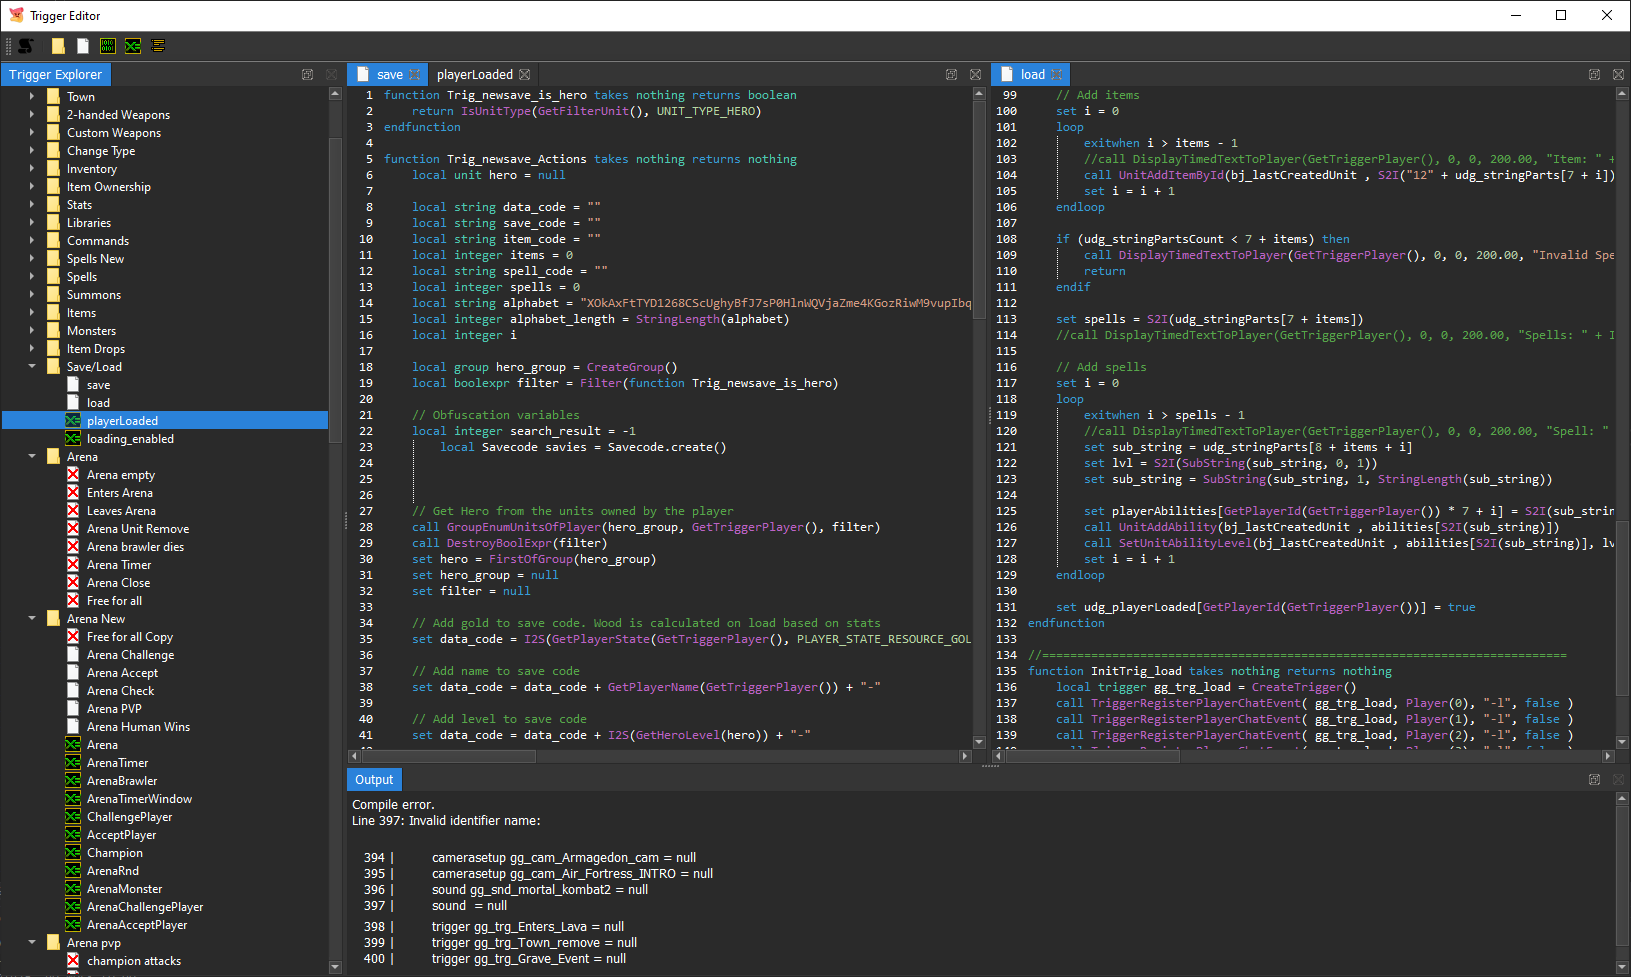 Trigger Editor
Trigger Explorer
Town
2-handed Weapons
Custom Weapons
Change Type
Inventory
Item Ownership
Stats
Libraries
Commands
Spells New
Spells
Summons
Items
Monsters
Item Drops
Save/Load
save
load
playerLoaded
loading_enabled
Arena
Arena empty
Enters Arena
Leaves Arena
Arena Unit Remove
Arena brawler dies
Arena Timer
Arena Close
Free for all
Arena New
Free for all Copy
Arena Challenge
Arena Accept
Arena Check
Arena PVP
Arena Human Wins
Arena
ArenaTimer
ArenaBrawler
ArenaTimerWindow
ChallengePlayer
AcceptPlayer
Champion
ArenaRnd
ArenaMonster
ArenaChallengePlayer
ArenaAcceptPlayer
Arena pvp
champion attacks
save playerLoaded
1 function Trig_newsave_is_hero takes nothing returns boolean
2 return IsUnitType(GetFilterUnit(), UNIT_TYPE_HERO)
3 endfunction
4
5 function Trig_newsave_Actions takes nothing returns nothing
6 local unit hero = null
7
8 local string data_code = ""
9 local string save_code = ""
10 local string item_code = ""
11 local integer items = 0
12 local string spell_code = ""
13 local integer spells = 0
14 local string alphabet = "XOkAxFtTYD1268CScUghyBfJ7sP0HlnWQVjaZme4KGozRiwM9vupIbq
15 local integer alphabet_length = StringLength(alphabet)
16 local integer i
17
18 local group hero_group = CreateGroup()
19 local boolexpr filter = Filter(function Trig_newsave_is_hero)
20
21 // Obfuscation variables
22 local integer search_result = -1
23 local Savecode savies = Savecode.create()
24
25
26
27 // Get Hero from the units owned by the player
28 call GroupEnumUnitsOfPlayer(hero_group, GetTriggerPlayer(), filter)
29 call DestroyBoolExpr(filter)
30 set hero = FirstOfGroup(hero_group)
31 set hero_group = null
32 set filter = null
33
34 // Add gold to save code. Wood is calculated on load based on stats
35 set data_code = I2S(GetPlayerState(GetTriggerPlayer(), PLAYER_STATE_RESOURCE_GOL
36
37 // Add name to save code
38 set data_code = data_code + GetPlayerName(GetTriggerPlayer()) + "-"
39
40 // Add level to save code
41 set data_code = data_code + I2S(GetHeroLevel(hero)) + "-"
load
99 // Add items
100 set i = 0
101 loop
102 exitwhen i > items - 1
103 //call DisplayTimedTextToPlayer(GetTriggerPlayer(), 0, 0, 200.00, "Item: " +
104 call UnitAddItemById(bj_lastCreatedUnit , S2I("12" + udg_stringParts[7 + i])
105 set i = i + 1
106 endloop
107
108 if (udg_stringPartsCount < 7 + items) then
109 call DisplayTimedTextToPlayer(GetTriggerPlayer(), 0, 0, 200.00, "Invalid Spe
110 return
111 endif
112
113 set spells = S2I(udg_stringParts[7 + items])
114 //call DisplayTimedTextToPlayer(GetTriggerPlayer(), 0, 0, 200.00, "Spells: " + I
115
116 // Add spells
117 set i = 0
118 loop
119 exitwhen i > spells - 1
120 //call DisplayTimedTextToPlayer(GetTriggerPlayer(), 0, 0, 200.00, "Spell: "
121 set sub_string = udg_stringParts[8 + items + i]
122 set lvl = S2I(SubString(sub_string, 0, 1))
123 set sub_string = SubString(sub_string, 1, StringLength(sub_string))
124
125 set playerAbilities[GetPlayerId(GetTriggerPlayer()) * 7 + i] = S2I(sub_strin
126 call UnitAddAbility(bj_lastCreatedUnit , abilities[S2I(sub_string)])
127 call SetUnitAbilityLevel(bj_lastCreatedUnit , abilities[S2I(sub_string)], lv
128 set i = i + 1
129 endloop
130
131 set udg_playerLoaded[GetPlayerId(GetTriggerPlayer())] = true
132 endfunction
133
134 //===========================================================================
135 function InitTrig_load takes nothing returns nothing
136 local trigger gg_trg_load = CreateTrigger()
137 call TriggerRegisterPlayerChatEvent( gg_trg_load, Player(0), "-l", false )
138 call TriggerRegisterPlayerChatEvent( gg_trg_load, Player(1), "-l", false )
139 call TriggerRegisterPlayerChatEvent( gg_trg_load, Player(2), "-l", false )
Output
Compile error.
Line 397: Invalid identifier name:
394 | camerasetup gg_cam_Armagedon_cam = null
395 | camerasetup gg_cam_Air_Fortress_INTRO = null
396 | sound gg_snd_mortal_kombat2 = null
397 | sound = null
398 | trigger gg_trg_Enters_Lava = null
399 | trigger gg_trg_Town_remove = null
400 | trigger gg_trg_Grave_Event = null